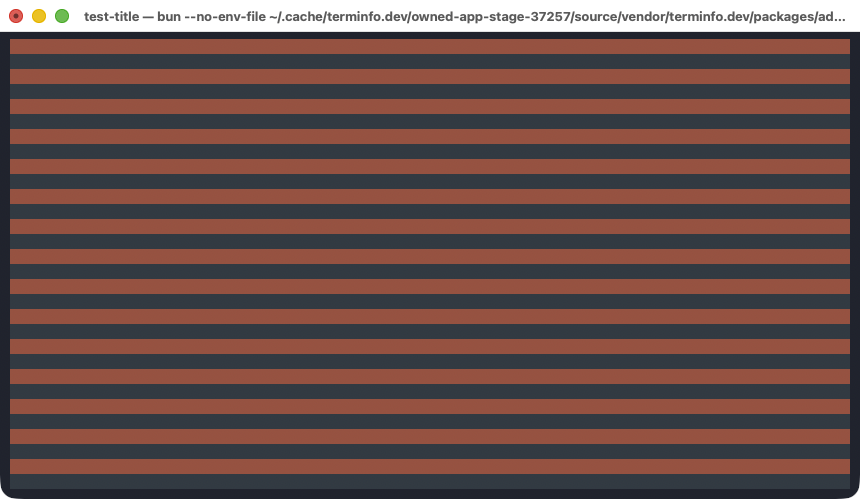 test-title — bun --no-env-file ~/.cache/terminfo.dev/owned-app-stage-37257/source/vendor/terminfo.dev/packages/ad...